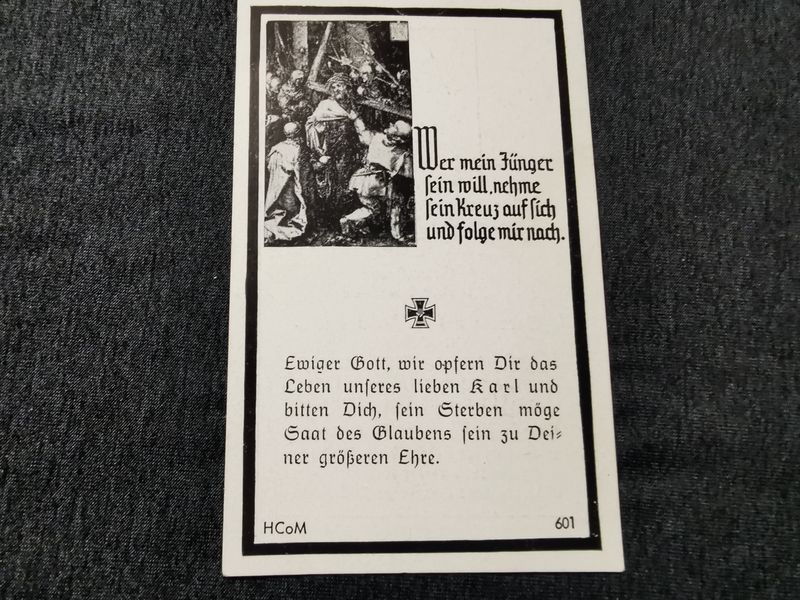 Wer mein Jünger
sein will, nehme
sein Kreuz auf sich
und folge mir nach.
Ewiger Gott, wir opfern Dir das
Leben unseres lieben Karl und
bitten Dich, sein Sterben möge
Saat des Glaubens sein zu Dei=
ner größeren Ehre.
HCoM
601